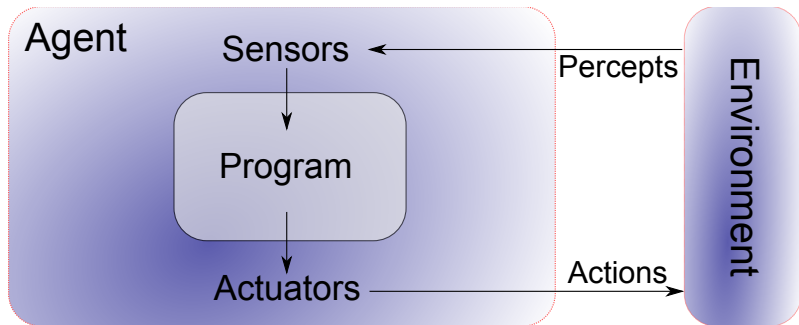 Agent
Sensors
Percepts
Program
Environment
Actions
Actuators